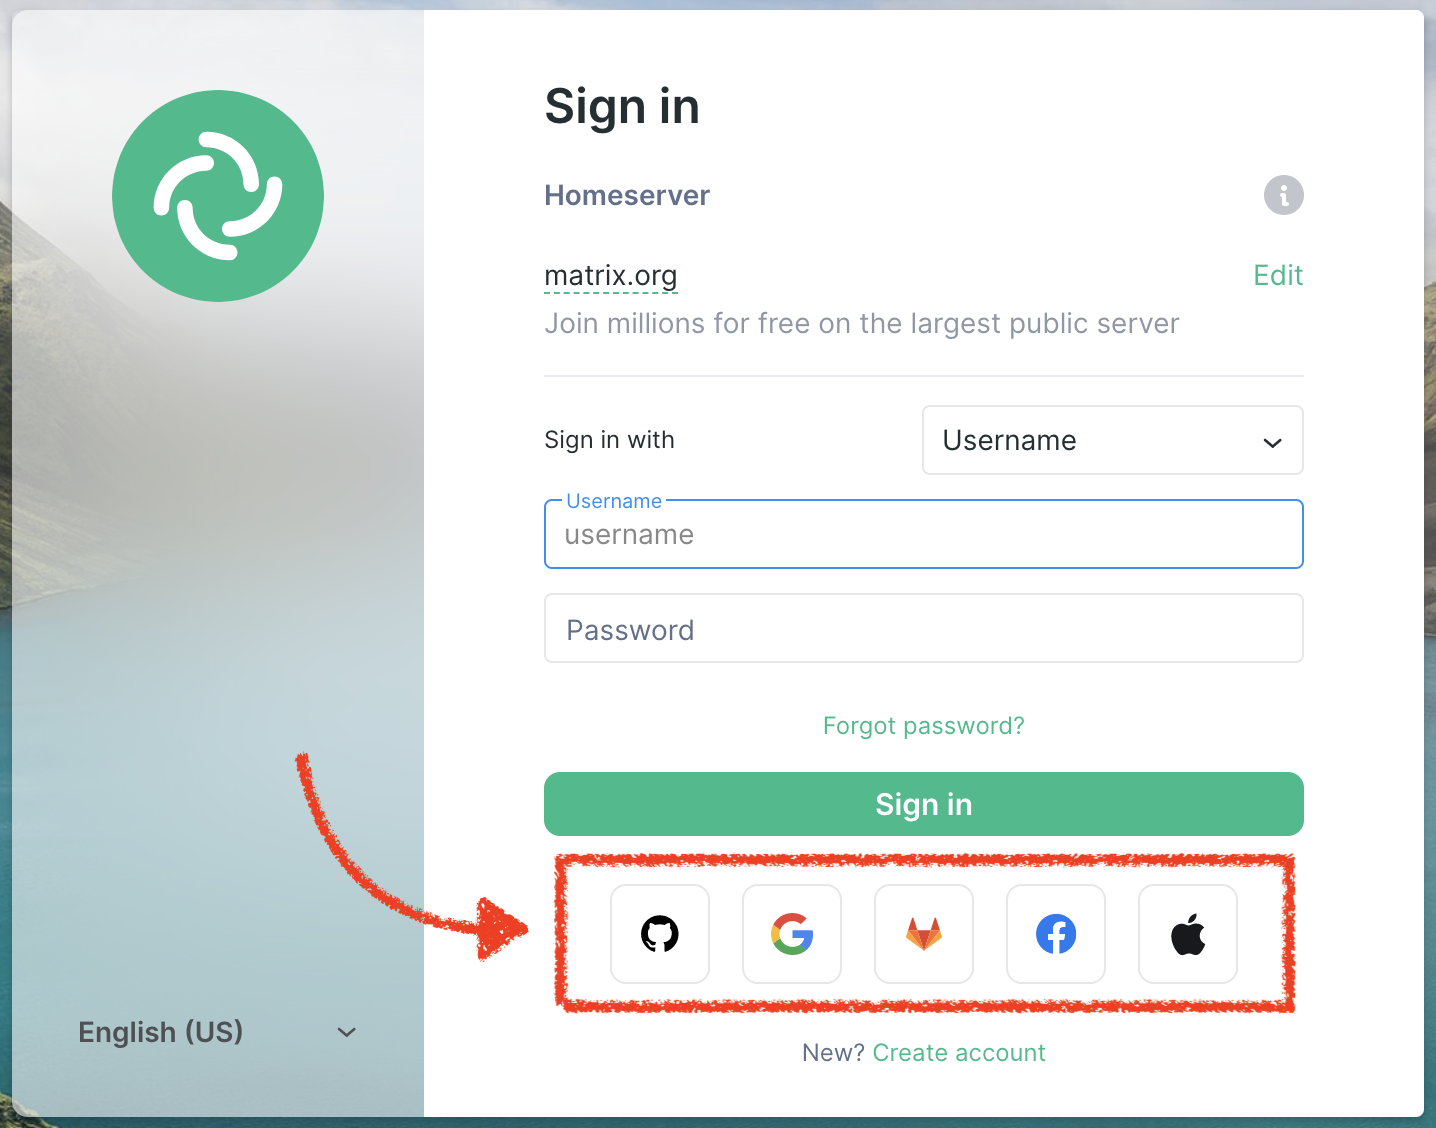 Sign in
Homeserver
matrix.org
Edit
Join millions for free on the largest public server
Sign in with
Username
Username
username
Password
Forgot password?
Sign in
New? Create account
English (US)